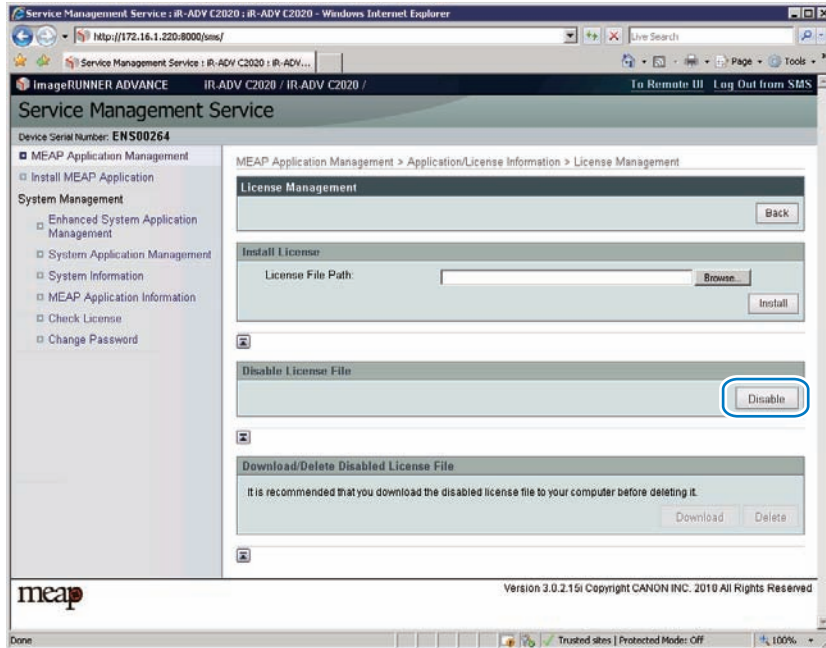 Service Management Service : iR-ADV C2020 : iR-ADV C2020 - Windows Internet Explorer
http://172.16.1.220:8000/sms/
Live Search
Service Management Service : iR-ADV C2020 : iR-ADV...
Page
Tools
imageRUNNER ADVANCE iR-ADV C2020 / iR-ADV C2020 /
To Remote UI Log Out from SMS
Service Management Service
Device Serial Number: ENS00264
MEAP Application Management
Install MEAP Application
System Management
Enhanced System Application
Management
System Application Management
System Information
MEAP Application Information
Check License
Change Password
MEAP Application Management > Application/License Information > License Management
License Management
Back
Install License
License File Path:
Browse...
Install
Disable License File
Disable
Download/Delete Disabled License File
It is recommended that you download the disabled license file to your computer before deleting it.
Download Delete
meap
Version 3.0.2.15i Copyright CANON INC. 2010 All Rights Reserved
Done
Trusted sites | Protected Mode: Off
100%